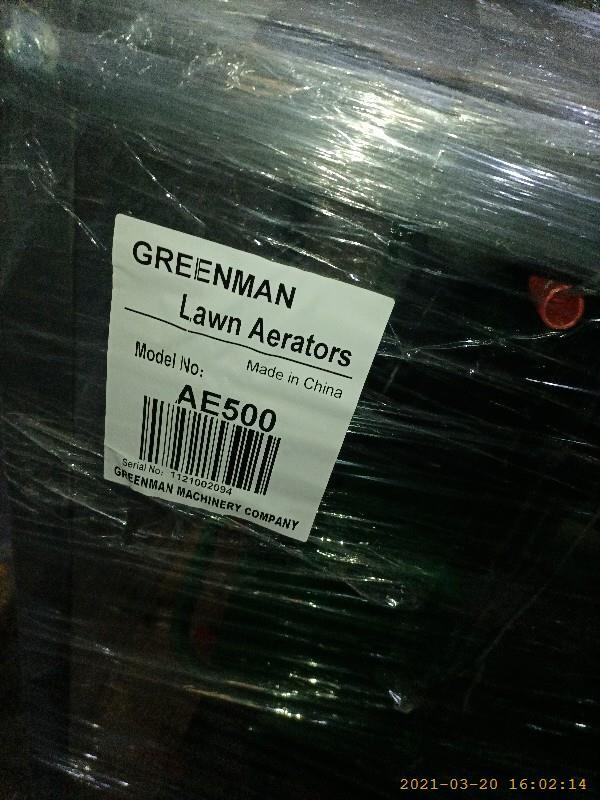 GREENMAN
Lawn Aerators
Model No:
Made in China
AE500
Serial No: 1121002094
GREENMAN MACHINERY COMPANY
2021-03-20 16:02:14